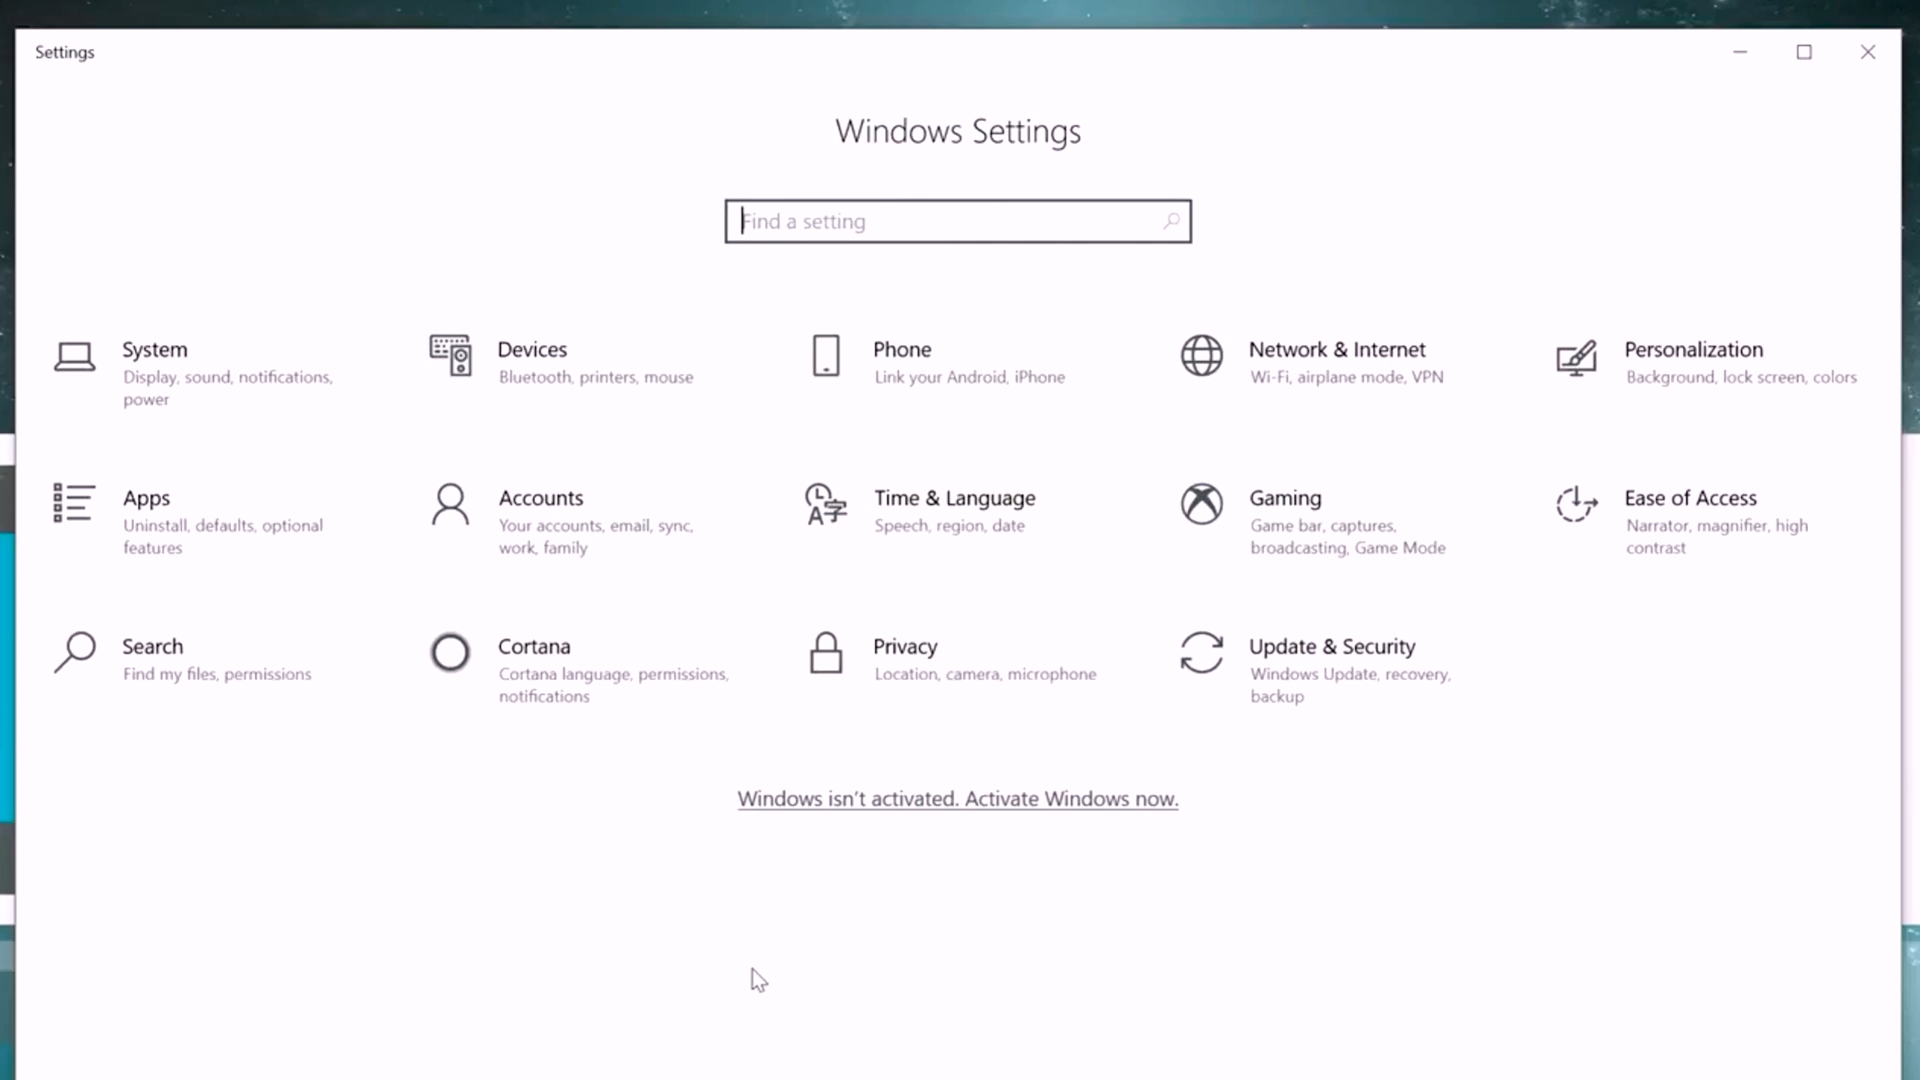 Settings
Windows Settings
Find a setting
System
Display, sound, notifications,
power
Devices
Bluetooth, printers, mouse
Phone
Link your Android, iPhone
Network & Internet
Wi-Fi, airplane mode, VPN
Personalization
Background, lock screen, colors
Apps
Uninstall, defaults, optional
features
Accounts
Your accounts, email, sync,
work, family
Time & Language
Speech, region, date
Gaming
Game bar, captures,
broadcasting, Game Mode
Ease of Access
Narrator, magnifier, high
contrast
Search
Find my files, permissions
Cortana
Cortana language, permissions,
notifications
Privacy
Location, camera, microphone
Update & Security
Windows Update, recovery,
backup
Windows isn't activated. Activate Windows now.